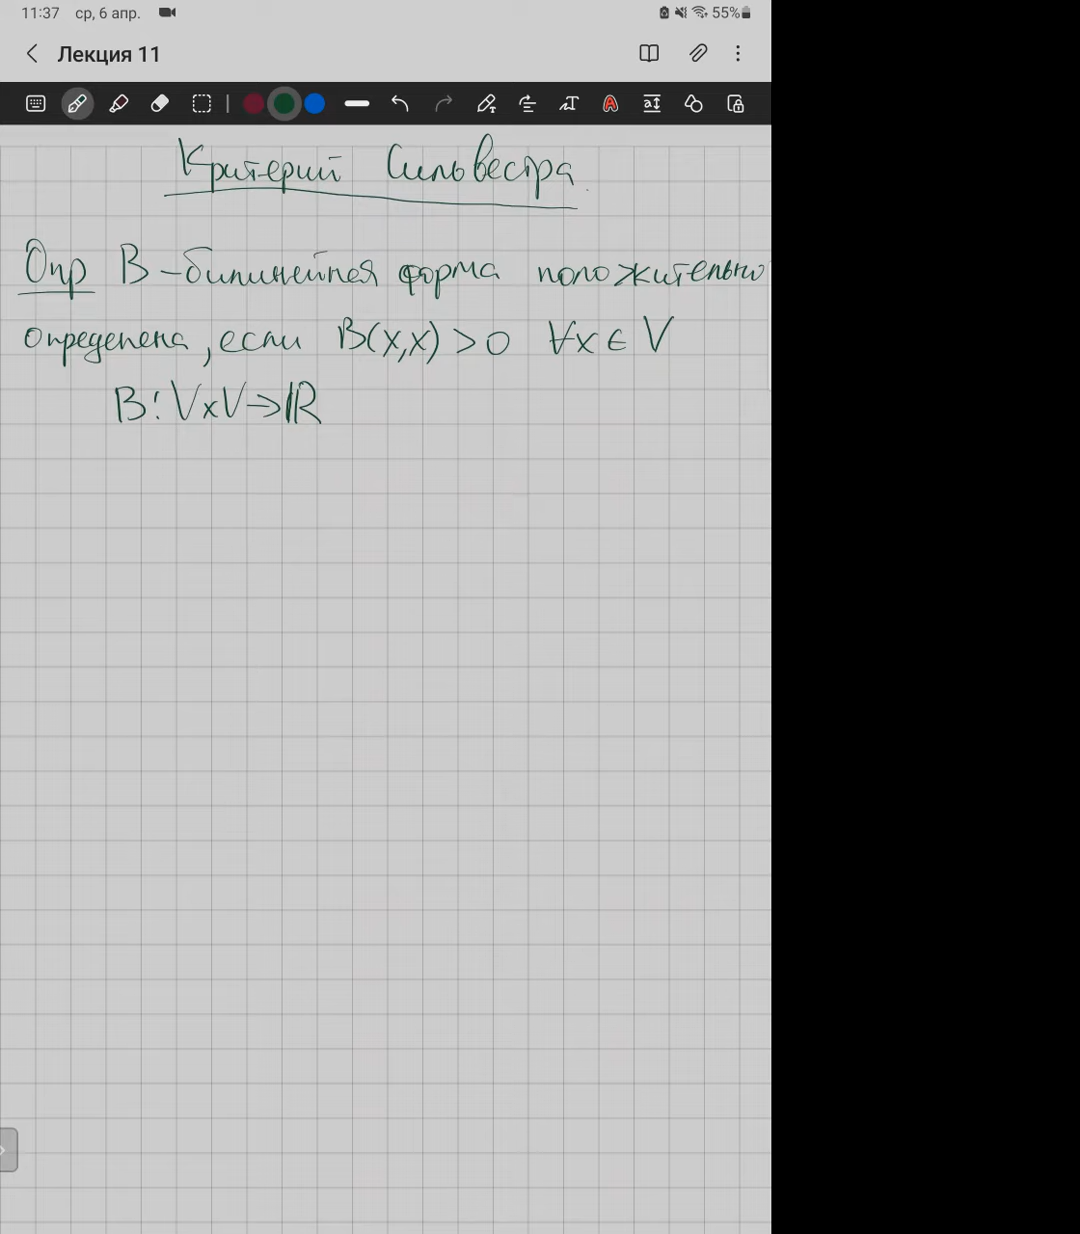 11:37 ср, 6 апр. 55%
Лекция 11
Критерий Сильвестра
Опр B – билинейная форма положительно
определена, если B(x,x) > 0 ∀x ∈ V
B: V×V → ℝ